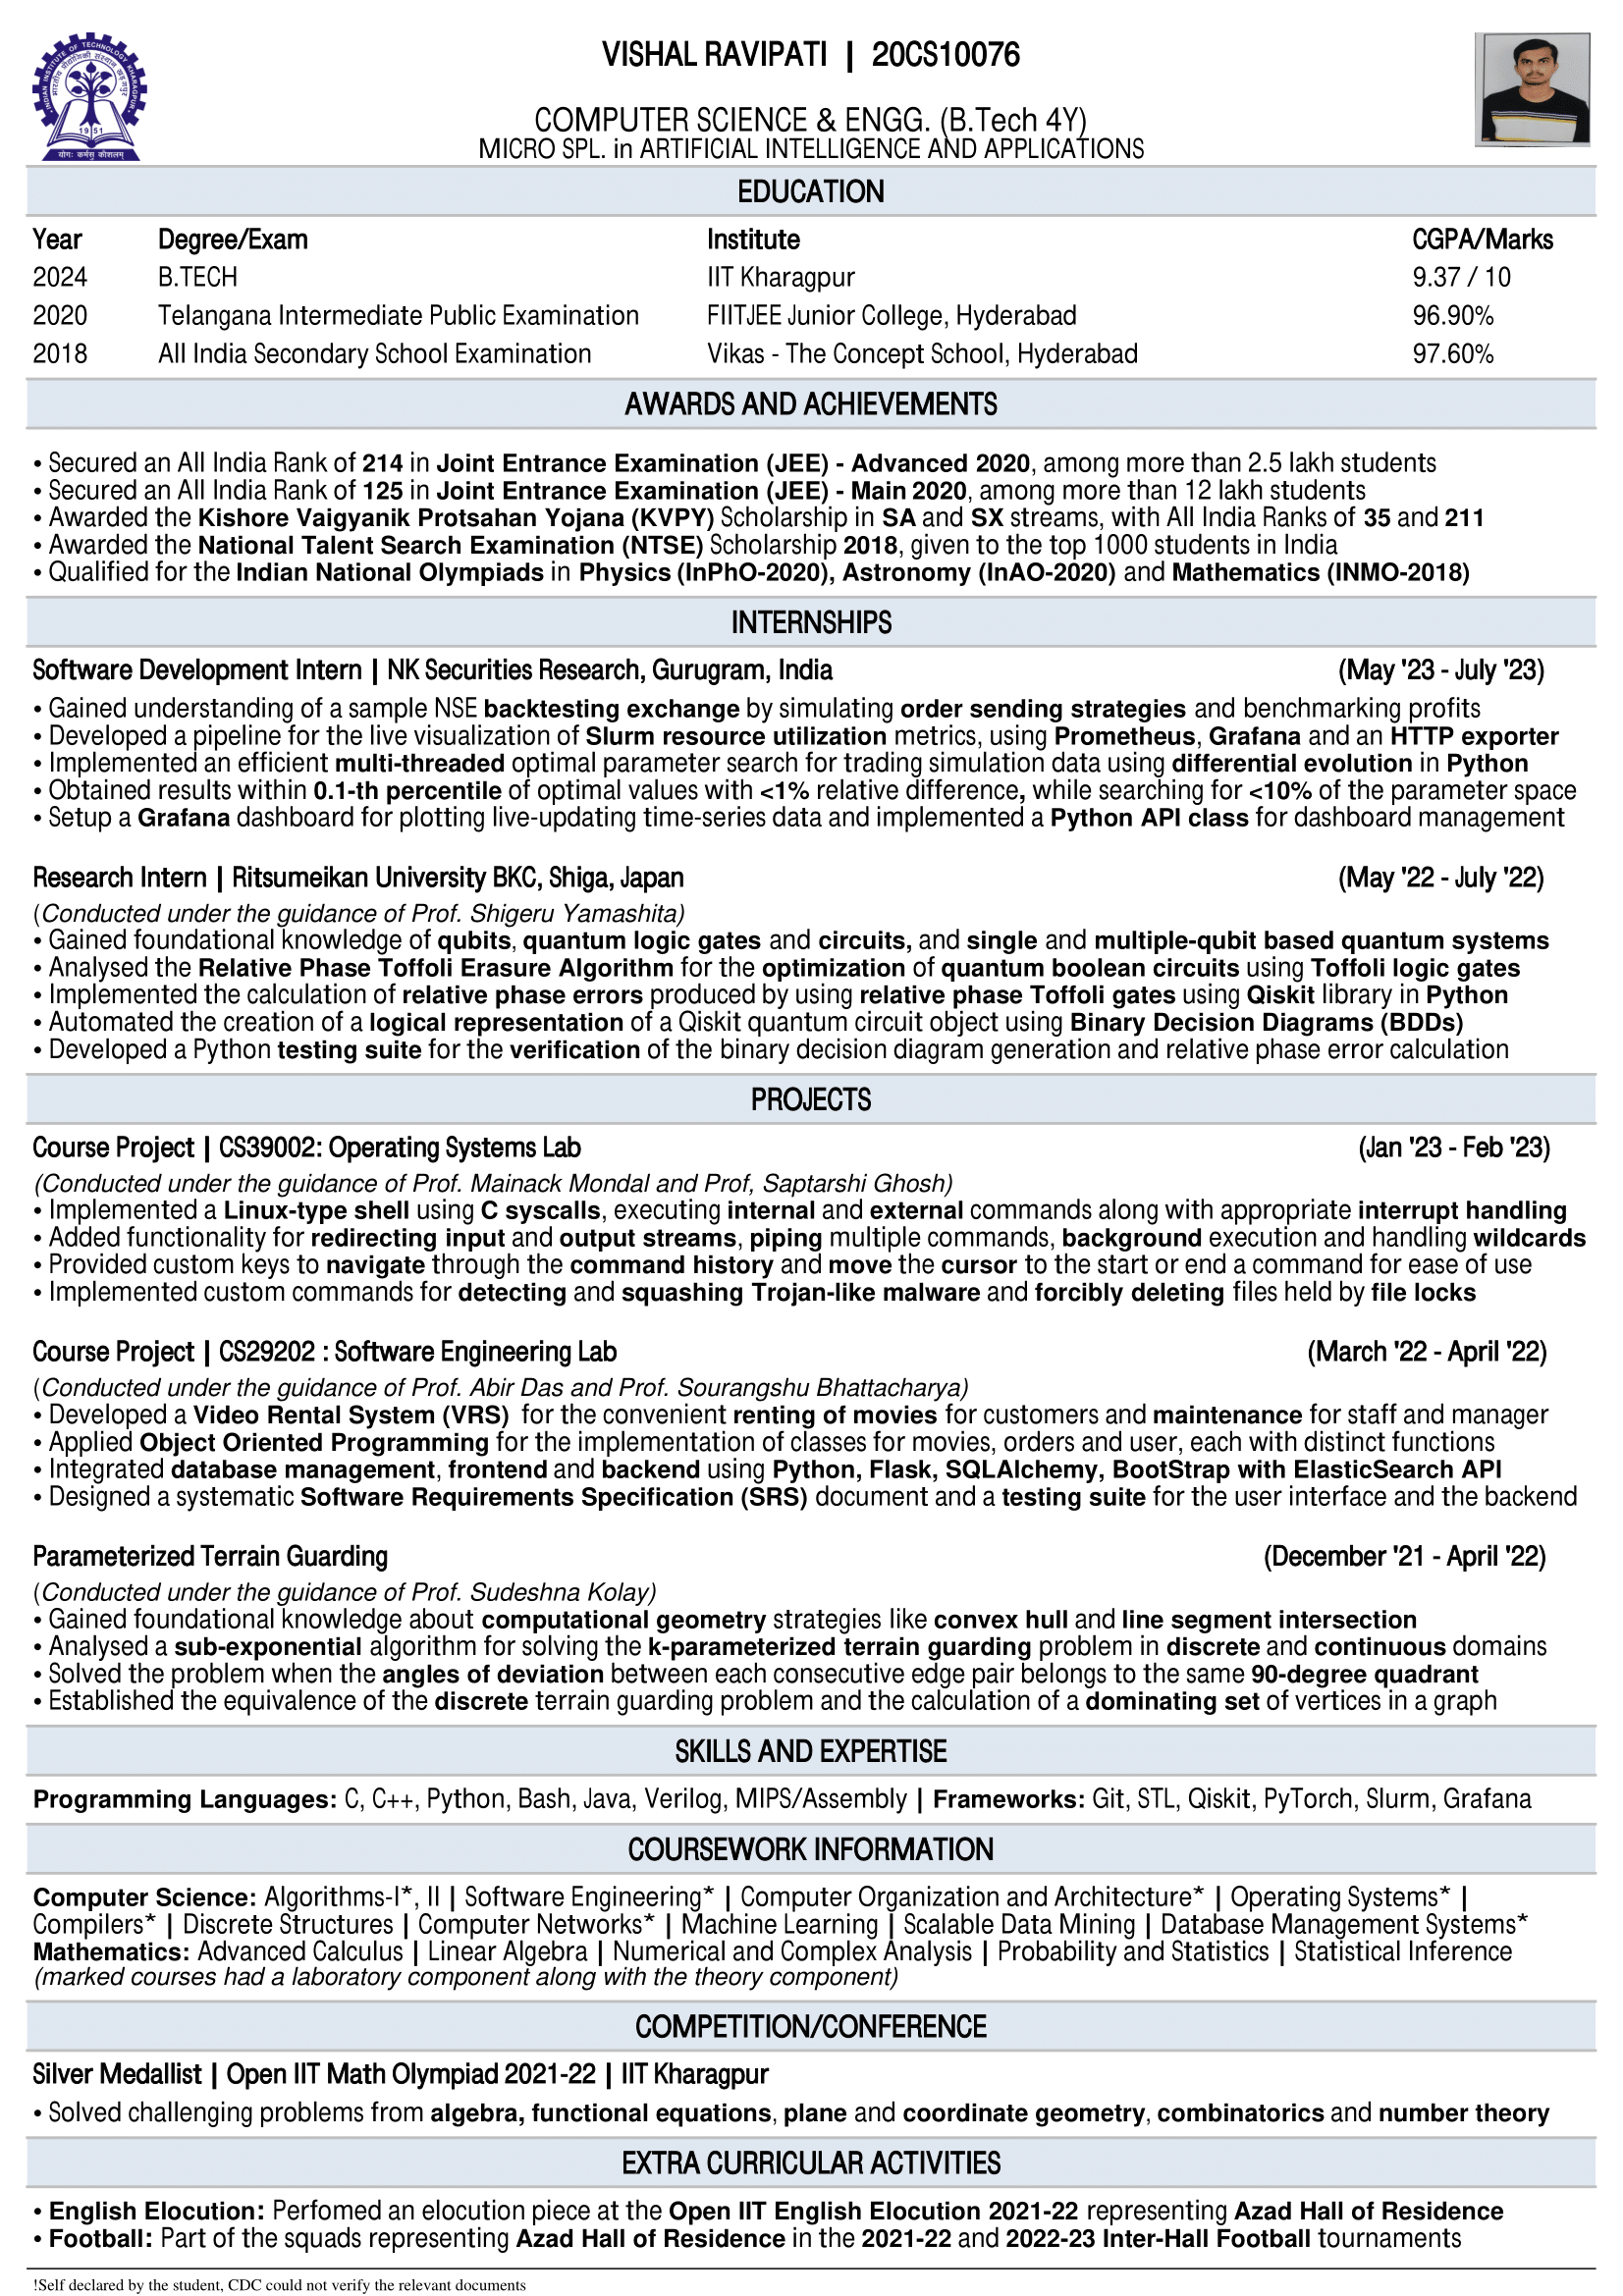 INDIAN INSTITUTE OF TECHNOLOGY KHARAGPUR
भारतीय प्रौद्योगिकी संस्थान खड़गपुर
1951
योगः कर्मसु कौशलम्
VISHAL RAVIPATI | 20CS10076
COMPUTER SCIENCE & ENGG. (B.Tech 4Y)
MICRO SPL. in ARTIFICIAL INTELLIGENCE AND APPLICATIONS
EDUCATION
Year Degree/Exam Institute CGPA/Marks
2024 B.TECH IIT Kharagpur 9.37 / 10
2020 Telangana Intermediate Public Examination FIITJEE Junior College, Hyderabad 96.90%
2018 All India Secondary School Examination Vikas - The Concept School, Hyderabad 97.60%
AWARDS AND ACHIEVEMENTS
• Secured an All India Rank of 214 in Joint Entrance Examination (JEE) - Advanced 2020, among more than 2.5 lakh students
• Secured an All India Rank of 125 in Joint Entrance Examination (JEE) - Main 2020, among more than 12 lakh students
• Awarded the Kishore Vaigyanik Protsahan Yojana (KVPY) Scholarship in SA and SX streams, with All India Ranks of 35 and 211
• Awarded the National Talent Search Examination (NTSE) Scholarship 2018, given to the top 1000 students in India
• Qualified for the Indian National Olympiads in Physics (InPhO-2020), Astronomy (InAO-2020) and Mathematics (INMO-2018)
INTERNSHIPS
Software Development Intern | NK Securities Research, Gurugram, India (May '23 - July '23)
• Gained understanding of a sample NSE backtesting exchange by simulating order sending strategies and benchmarking profits
• Developed a pipeline for the live visualization of Slurm resource utilization metrics, using Prometheus, Grafana and an HTTP exporter
• Implemented an efficient multi-threaded optimal parameter search for trading simulation data using differential evolution in Python
• Obtained results within 0.1-th percentile of optimal values with <1% relative difference, while searching for <10% of the parameter space
• Setup a Grafana dashboard for plotting live-updating time-series data and implemented a Python API class for dashboard management
Research Intern | Ritsumeikan University BKC, Shiga, Japan (May '22 - July '22)
(Conducted under the guidance of Prof. Shigeru Yamashita)
• Gained foundational knowledge of qubits, quantum logic gates and circuits, and single and multiple-qubit based quantum systems
• Analysed the Relative Phase Toffoli Erasure Algorithm for the optimization of quantum boolean circuits using Toffoli logic gates
• Implemented the calculation of relative phase errors produced by using relative phase Toffoli gates using Qiskit library in Python
• Automated the creation of a logical representation of a Qiskit quantum circuit object using Binary Decision Diagrams (BDDs)
• Developed a Python testing suite for the verification of the binary decision diagram generation and relative phase error calculation
PROJECTS
Course Project | CS39002: Operating Systems Lab (Jan '23 - Feb '23)
(Conducted under the guidance of Prof. Mainack Mondal and Prof, Saptarshi Ghosh)
• Implemented a Linux-type shell using C syscalls, executing internal and external commands along with appropriate interrupt handling
• Added functionality for redirecting input and output streams, piping multiple commands, background execution and handling wildcards
• Provided custom keys to navigate through the command history and move the cursor to the start or end a command for ease of use
• Implemented custom commands for detecting and squashing Trojan-like malware and forcibly deleting files held by file locks
Course Project | CS29202 : Software Engineering Lab (March '22 - April '22)
(Conducted under the guidance of Prof. Abir Das and Prof. Sourangshu Bhattacharya)
• Developed a Video Rental System (VRS) for the convenient renting of movies for customers and maintenance for staff and manager
• Applied Object Oriented Programming for the implementation of classes for movies, orders and user, each with distinct functions
• Integrated database management, frontend and backend using Python, Flask, SQLAlchemy, BootStrap with ElasticSearch API
• Designed a systematic Software Requirements Specification (SRS) document and a testing suite for the user interface and the backend
Parameterized Terrain Guarding (December '21 - April '22)
(Conducted under the guidance of Prof. Sudeshna Kolay)
• Gained foundational knowledge about computational geometry strategies like convex hull and line segment intersection
• Analysed a sub-exponential algorithm for solving the k-parameterized terrain guarding problem in discrete and continuous domains
• Solved the problem when the angles of deviation between each consecutive edge pair belongs to the same 90-degree quadrant
• Established the equivalence of the discrete terrain guarding problem and the calculation of a dominating set of vertices in a graph
SKILLS AND EXPERTISE
Programming Languages: C, C++, Python, Bash, Java, Verilog, MIPS/Assembly | Frameworks: Git, STL, Qiskit, PyTorch, Slurm, Grafana
COURSEWORK INFORMATION
Computer Science: Algorithms-I*, II | Software Engineering* | Computer Organization and Architecture* | Operating Systems* |
Compilers* | Discrete Structures | Computer Networks* | Machine Learning | Scalable Data Mining | Database Management Systems*
Mathematics: Advanced Calculus | Linear Algebra | Numerical and Complex Analysis | Probability and Statistics | Statistical Inference
(marked courses had a laboratory component along with the theory component)
COMPETITION/CONFERENCE
Silver Medallist | Open IIT Math Olympiad 2021-22 | IIT Kharagpur
• Solved challenging problems from algebra, functional equations, plane and coordinate geometry, combinatorics and number theory
EXTRA CURRICULAR ACTIVITIES
• English Elocution: Perfomed an elocution piece at the Open IIT English Elocution 2021-22 representing Azad Hall of Residence
• Football: Part of the squads representing Azad Hall of Residence in the 2021-22 and 2022-23 Inter-Hall Football tournaments
!Self declared by the student, CDC could not verify the relevant documents